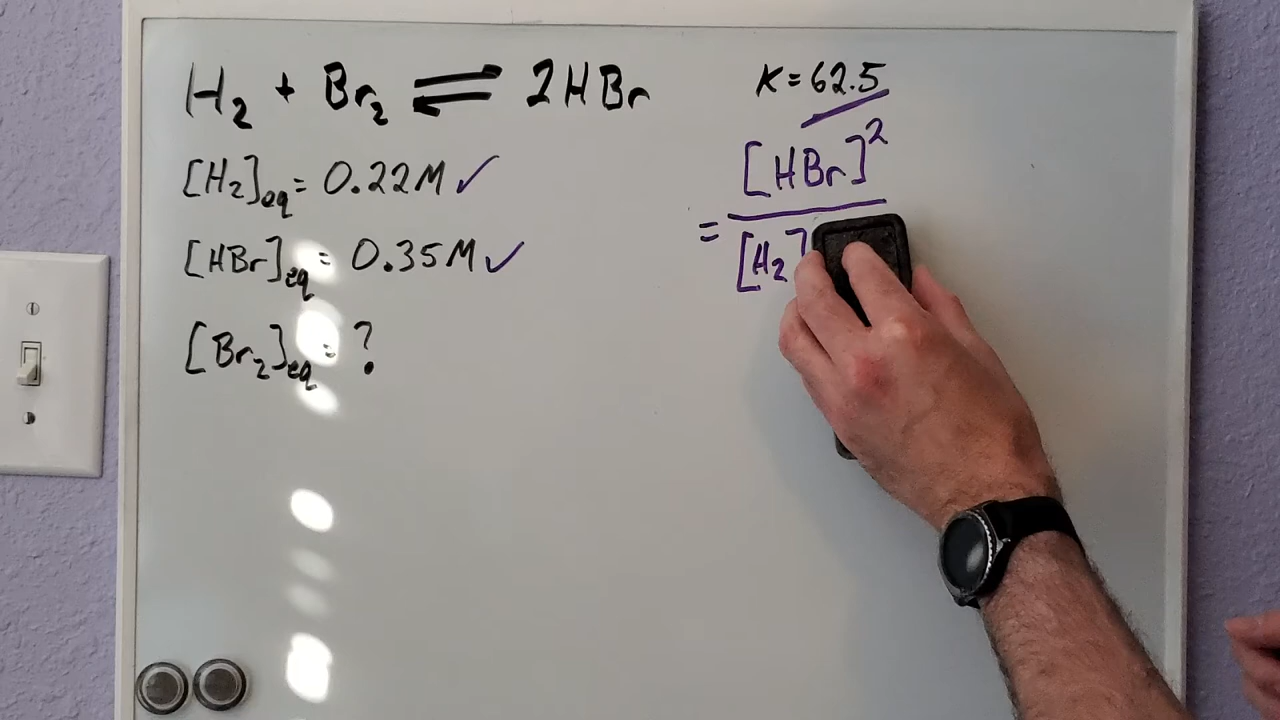 H₂ + Br₂ ⇌ 2HBr
K = 62.5
[H₂]eq = 0.22M ✓
[HBr]eq = 0.35M ✓
[Br₂]eq = ?
= [HBr]²
[H₂]